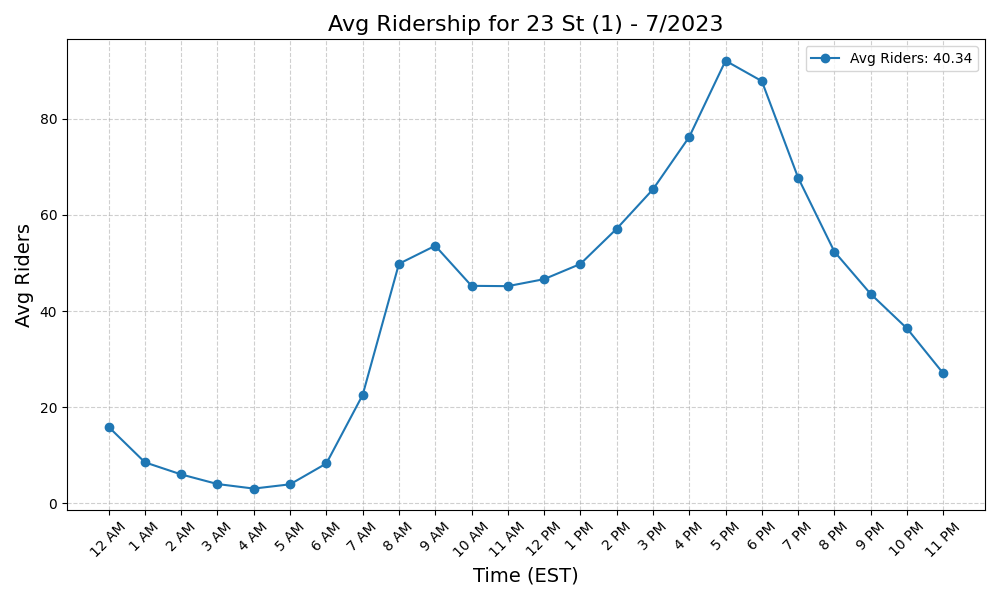 Avg Ridership for 23 St (1) - 7/2023
Avg Riders: 40.34
Avg Riders
80
60
40
20
0
12 AM
1 AM
2 AM
3 AM
4 AM
5 AM
6 AM
7 AM
8 AM
9 AM
10 AM
11 AM
12 PM
1 PM
2 PM
3 PM
4 PM
5 PM
6 PM
7 PM
8 PM
9 PM
10 PM
11 PM
Time (EST)